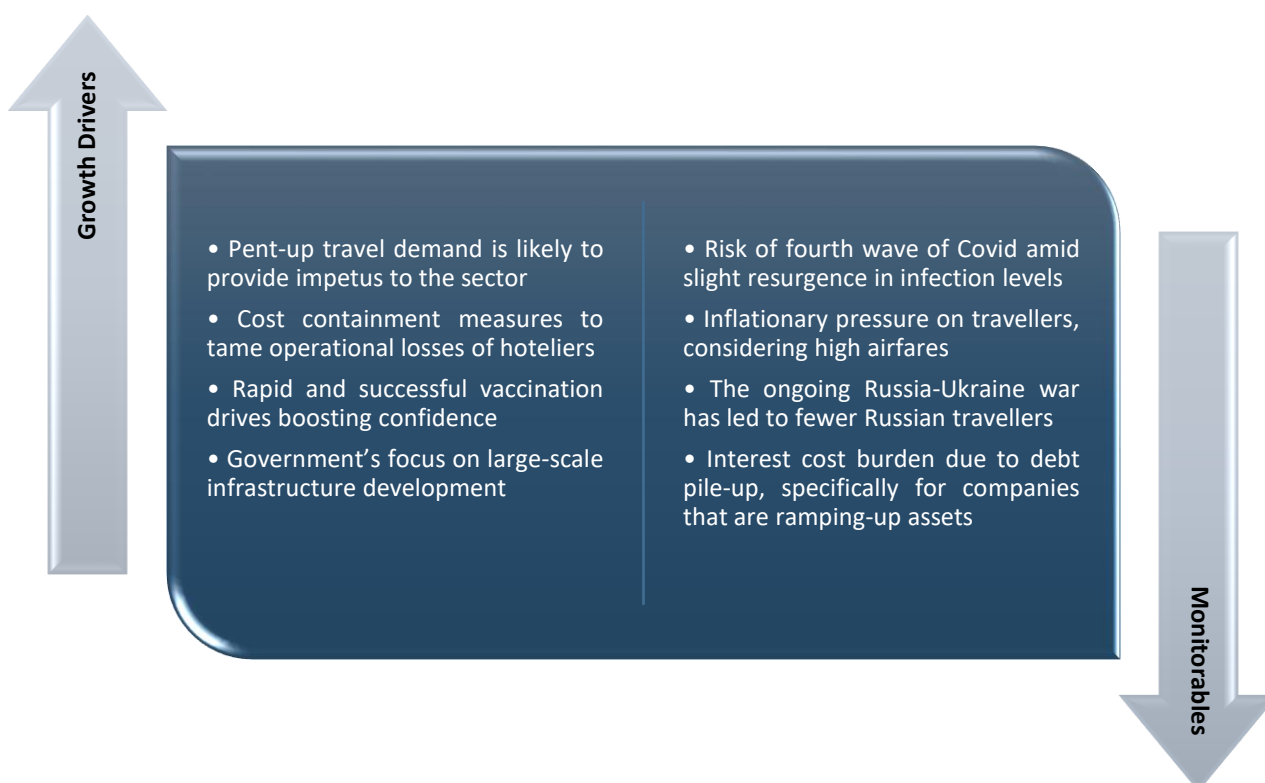 Growth Drivers
• Pent-up travel demand is likely to
provide impetus to the sector
• Cost containment measures to
tame operational losses of hoteliers
• Rapid and successful vaccination
drives boosting confidence
• Government’s focus on large-scale
infrastructure development
• Risk of fourth wave of Covid amid
slight resurgence in infection levels
• Inflationary pressure on travellers,
considering high airfares
• The ongoing Russia-Ukraine war
has led to fewer Russian travellers
• Interest cost burden due to debt
pile-up, specifically for companies
that are ramping-up assets
Monitorables